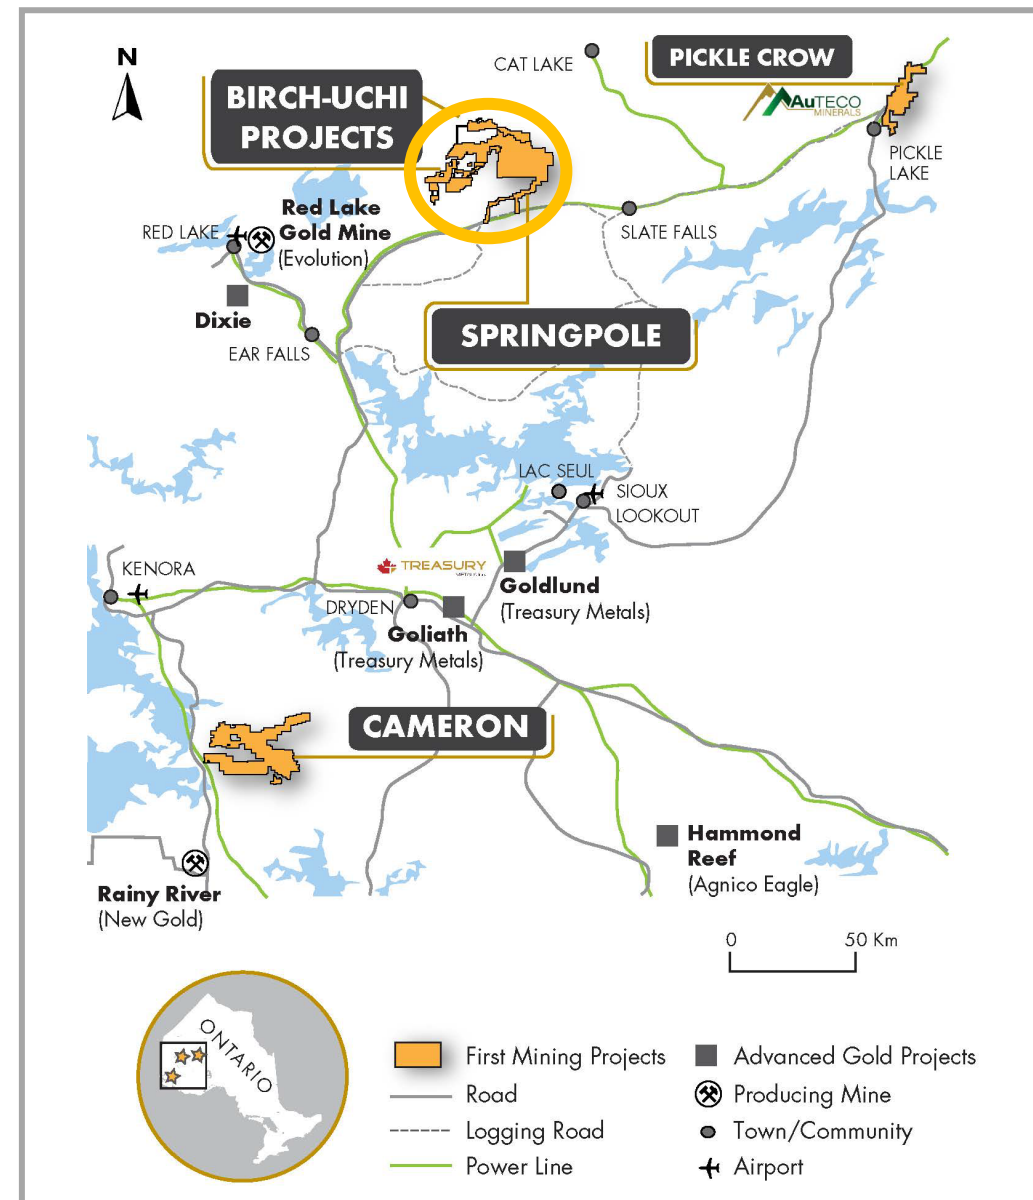 N
CAT LAKE
PICKLE CROW
AuTECO
MINERALS
BIRCH-UCHI
PROJECTS
PICKLE
LAKE
Red Lake
Gold Mine
(Evolution)
RED LAKE
SLATE FALLS
Dixie
SPRINGPOLE
EAR FALLS
LAC SEUL
SIOUX
LOOKOUT
KENORA
TREASURY
Goldlund
(Treasury Metals)
DRYDEN
Goliath
(Treasury Metals)
CAMERON
Hammond
Reef
(Agnico Eagle)
Rainy River
(New Gold)
0 50 Km
ONTARIO
First Mining Projects
Road
Logging Road
Power Line
Advanced Gold Projects
Producing Mine
Town/Community
Airport